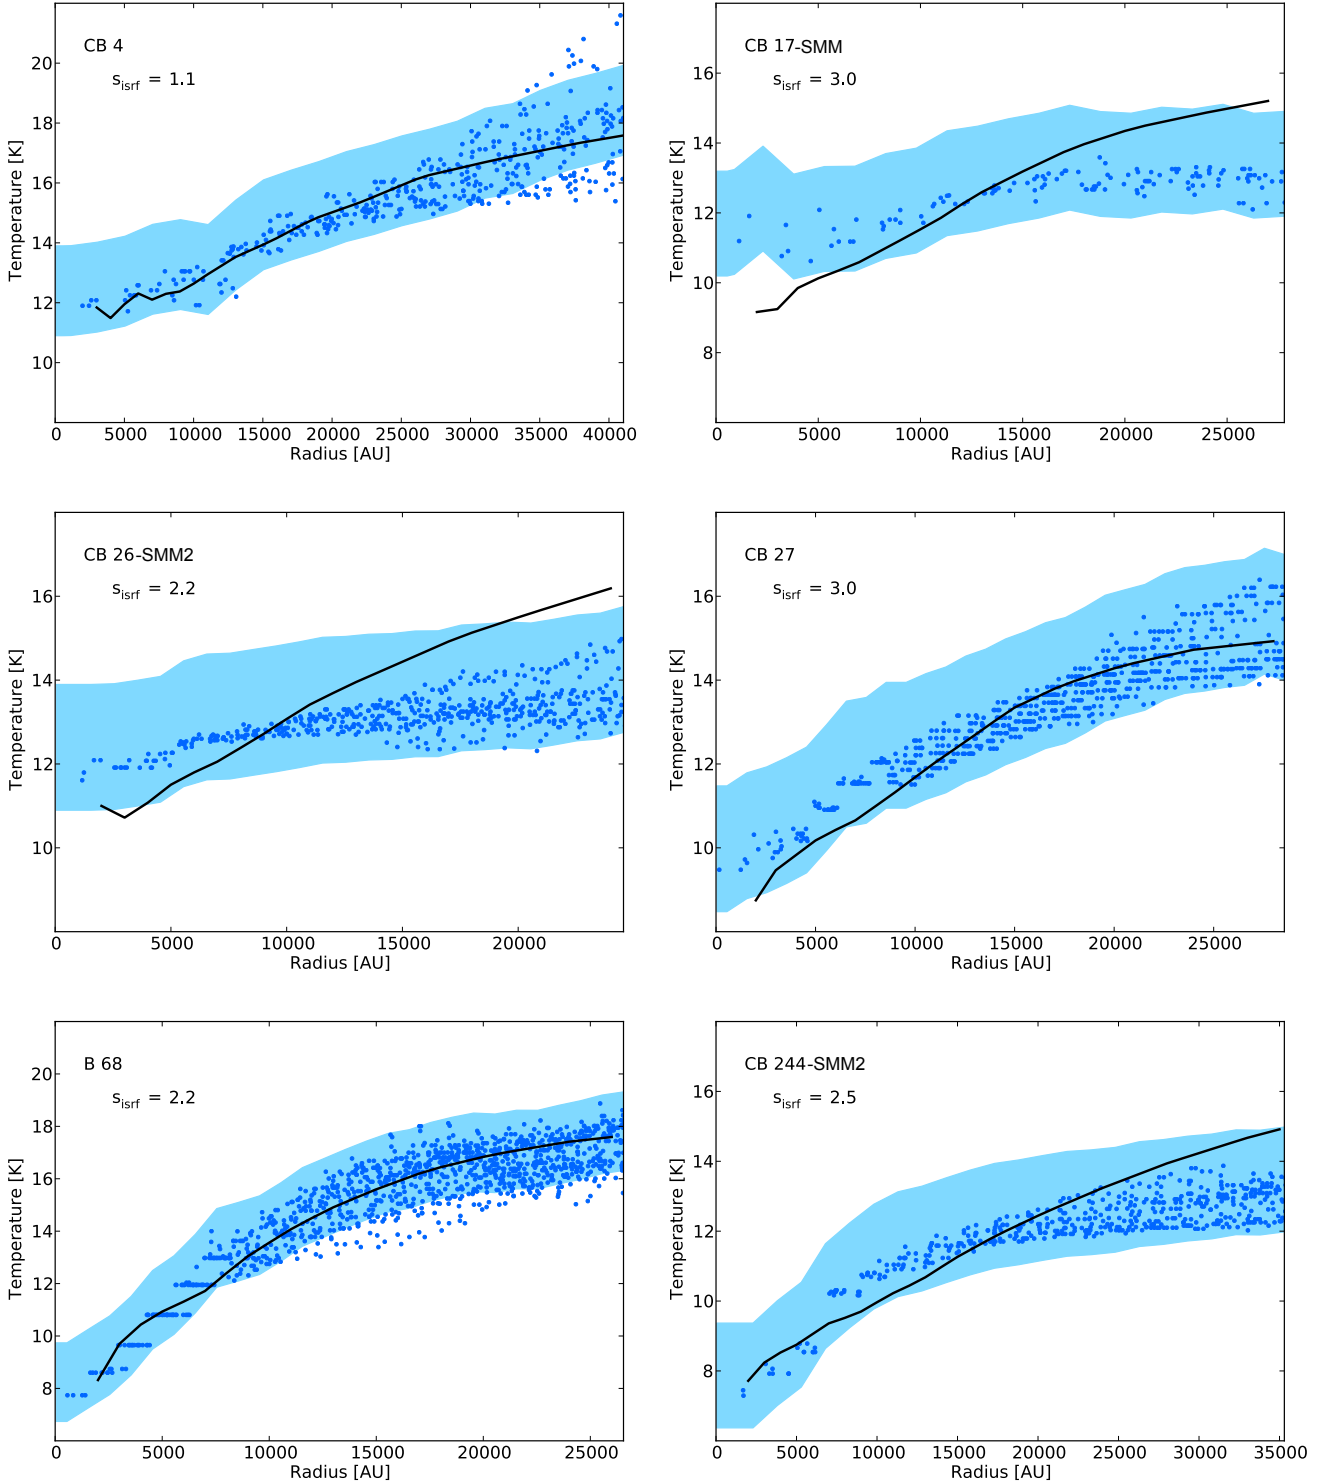 CB 4
s_isrf = 1.1
20
18
16
14
12
10
Temperature [K]
0 5000 10000 15000 20000 25000 30000 35000 40000
Radius [AU]
CB 17-SMM
s_isrf = 3.0
16
14
12
10
8
Temperature [K]
0 5000 10000 15000 20000 25000
Radius [AU]
CB 26-SMM2
s_isrf = 2.2
16
14
12
10
Temperature [K]
0 5000 10000 15000 20000
Radius [AU]
CB 27
s_isrf = 3.0
16
14
12
10
Temperature [K]
0 5000 10000 15000 20000 25000
Radius [AU]
B 68
s_isrf = 2.2
20
18
16
14
12
10
8
Temperature [K]
0 5000 10000 15000 20000 25000
Radius [AU]
CB 244-SMM2
s_isrf = 2.5
16
14
12
10
8
Temperature [K]
0 5000 10000 15000 20000 25000 30000 35000
Radius [AU]